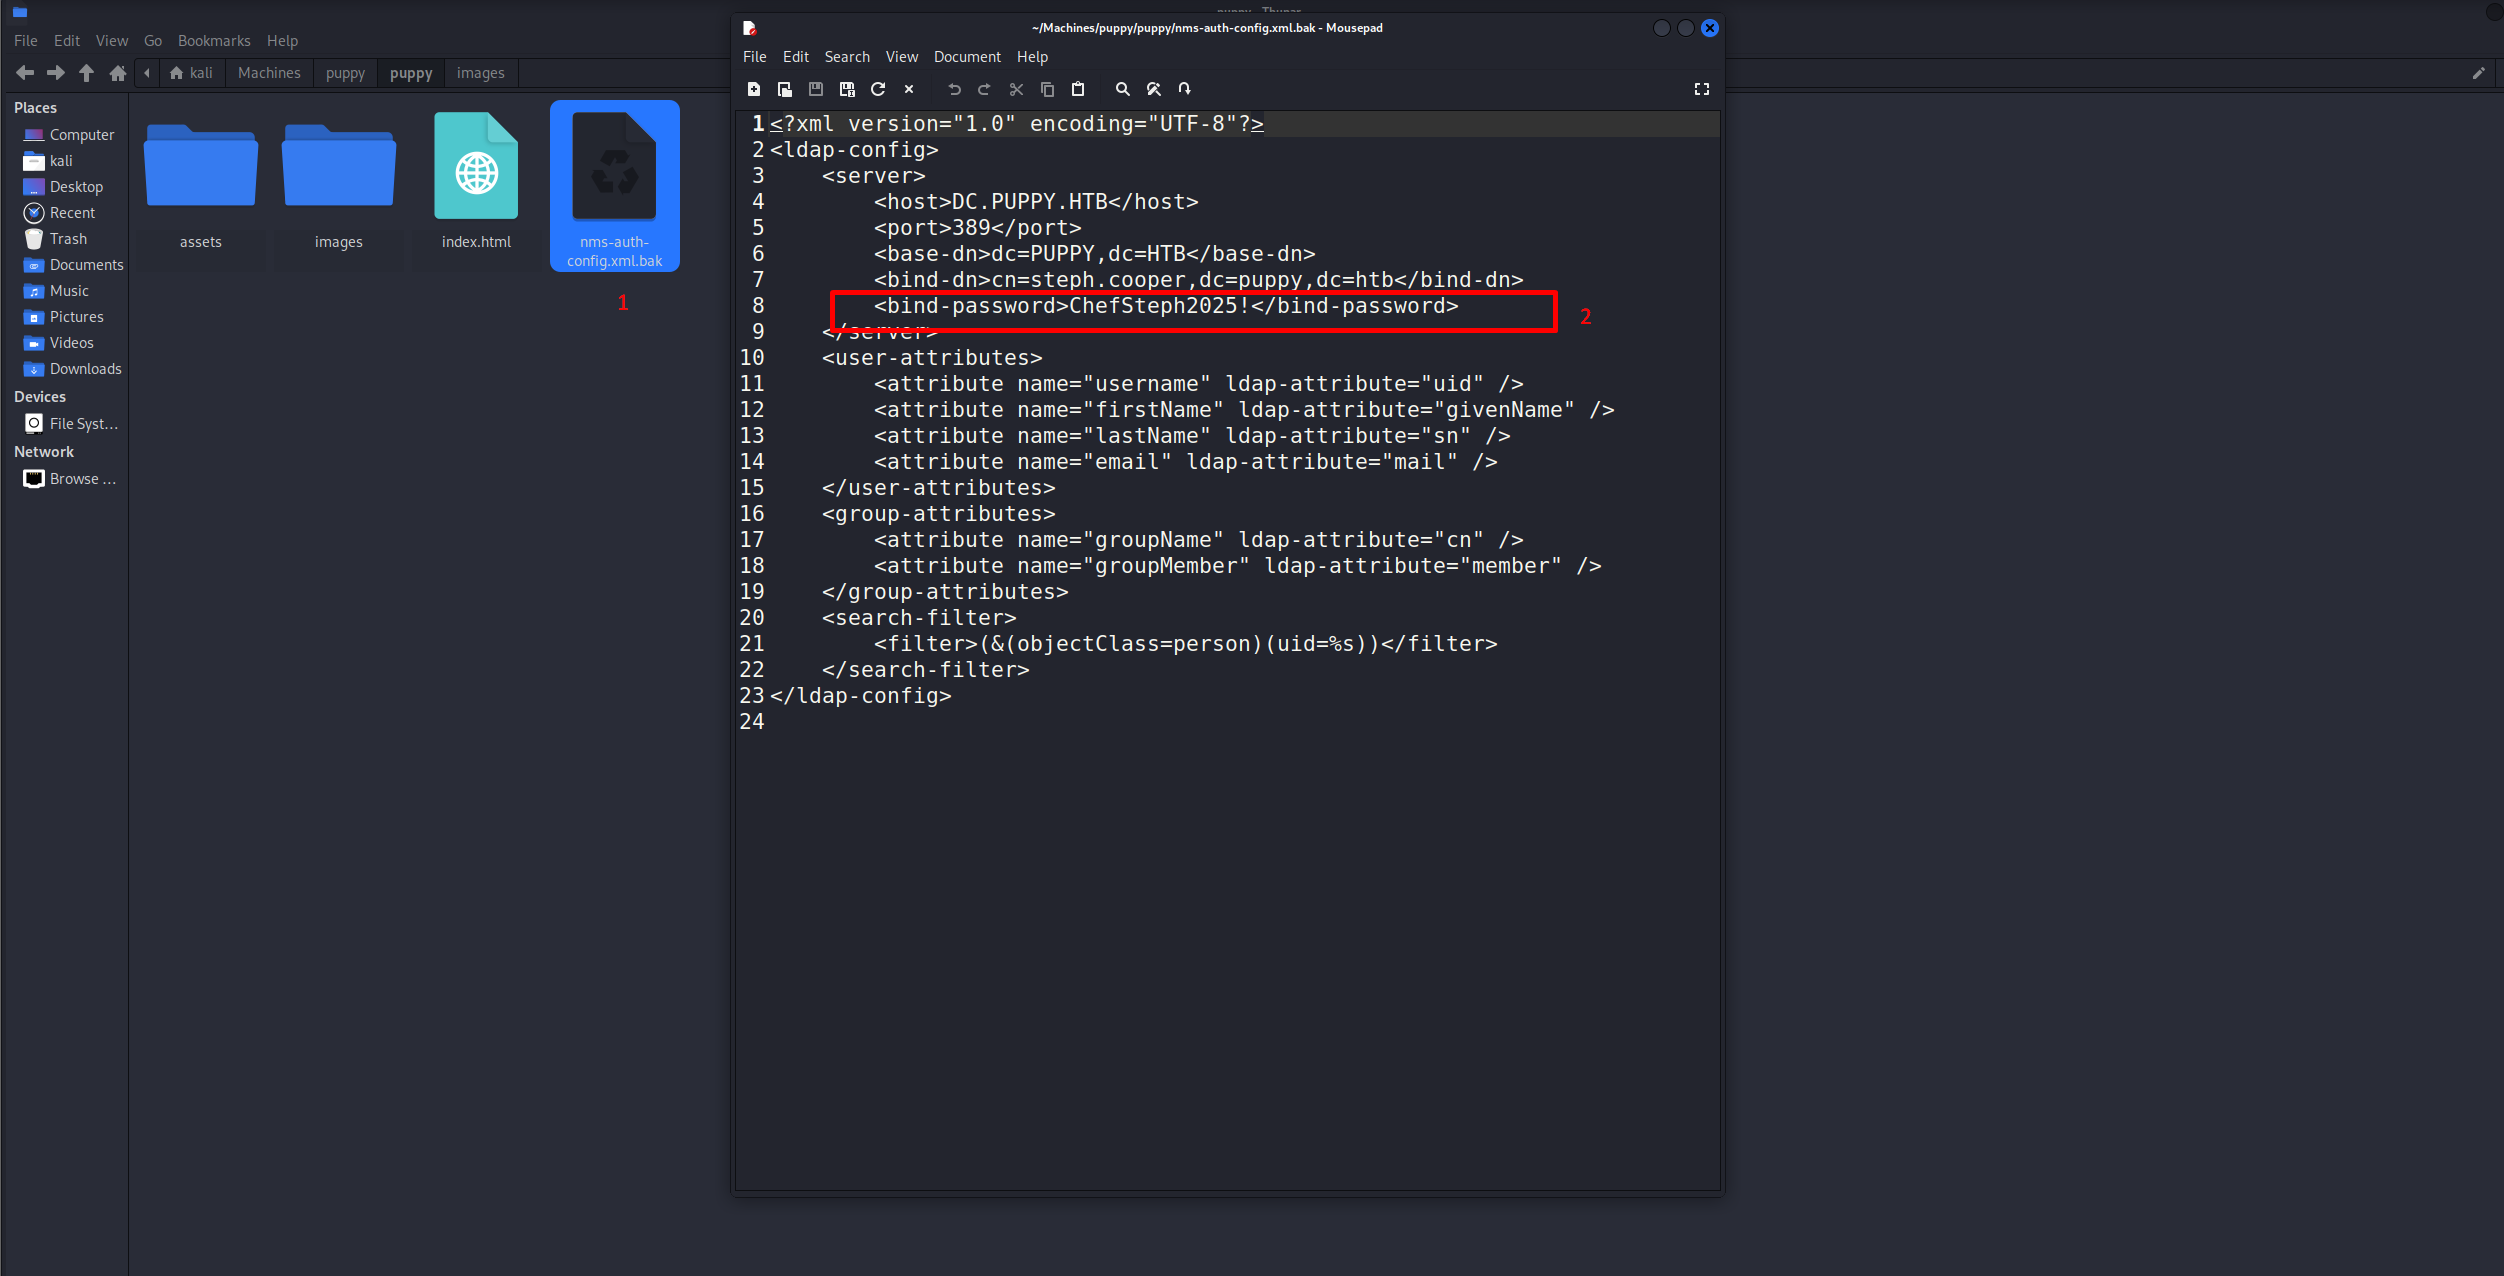 File Edit View Go Bookmarks Help
kali Machines puppy puppy images
Places
Computer
kali
Desktop
Recent
Trash
Documents
Music
Pictures
Videos
Downloads
Devices
File Syst...
Network
Browse ...
assets
images
index.html
nms-auth-
config.xml.bak
1
~/Machines/puppy/puppy/nms-auth-config.xml.bak - Mousepad
File Edit Search View Document Help
1 <?xml version="1.0" encoding="UTF-8"?>
2 <ldap-config>
3 <server>
4 <host>DC.PUPPY.HTB</host>
5 <port>389</port>
6 <base-dn>dc=PUPPY,dc=HTB</base-dn>
7 <bind-dn>cn=steph.cooper,dc=puppy,dc=htb</bind-dn>
8 <bind-password>ChefSteph2025!</bind-password>
2
9 </server>
10 <user-attributes>
11 <attribute name="username" ldap-attribute="uid" />
12 <attribute name="firstName" ldap-attribute="givenName" />
13 <attribute name="lastName" ldap-attribute="sn" />
14 <attribute name="email" ldap-attribute="mail" />
15 </user-attributes>
16 <group-attributes>
17 <attribute name="groupName" ldap-attribute="cn" />
18 <attribute name="groupMember" ldap-attribute="member" />
19 </group-attributes>
20 <search-filter>
21 <filter>(&(objectClass=person)(uid=%s))</filter>
22 </search-filter>
23 </ldap-config>
24